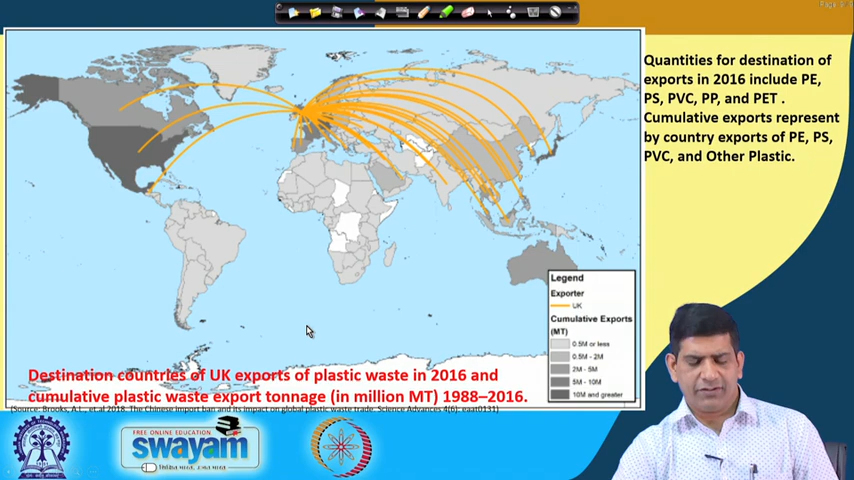 Quantities for destination of
exports in 2016 include PE,
PS, PVC, PP, and PET .
Cumulative exports represent
by country exports of PE, PS,
PVC, and Other Plastic.
Legend
Exporter
UK
Cumulative Exports
(MT)
0.5M or less
0.5M - 2M
2M - 5M
5M - 10M
10M and greater
Destination countries of UK exports of plastic waste in 2016 and
cumulative plastic waste export tonnage (in million MT) 1988–2016.
(Source: Brooks, A.L., et al 2018. The Chinese import ban and its impact on global plastic waste trade. Science Advances 4(6): eaat0131)
FREE ONLINE EDUCATION
swayam